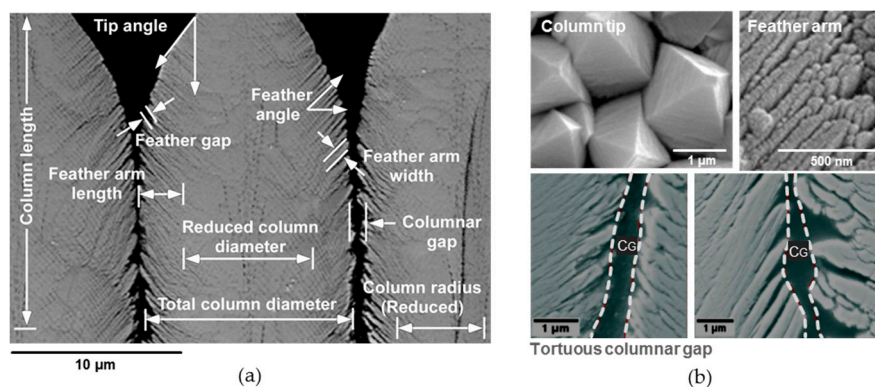 Tip angle
Column length
Feather gap
Feather
angle
Feather arm
length
Feather arm
width
Reduced column
diameter
Columnar
gap
Total column diameter
Column radius
(Reduced)
10 µm
(a)
Column tip
1 µm
Feather arm
500 nm
CG
1 µm
CG
1 µm
Tortuous columnar gap
(b)